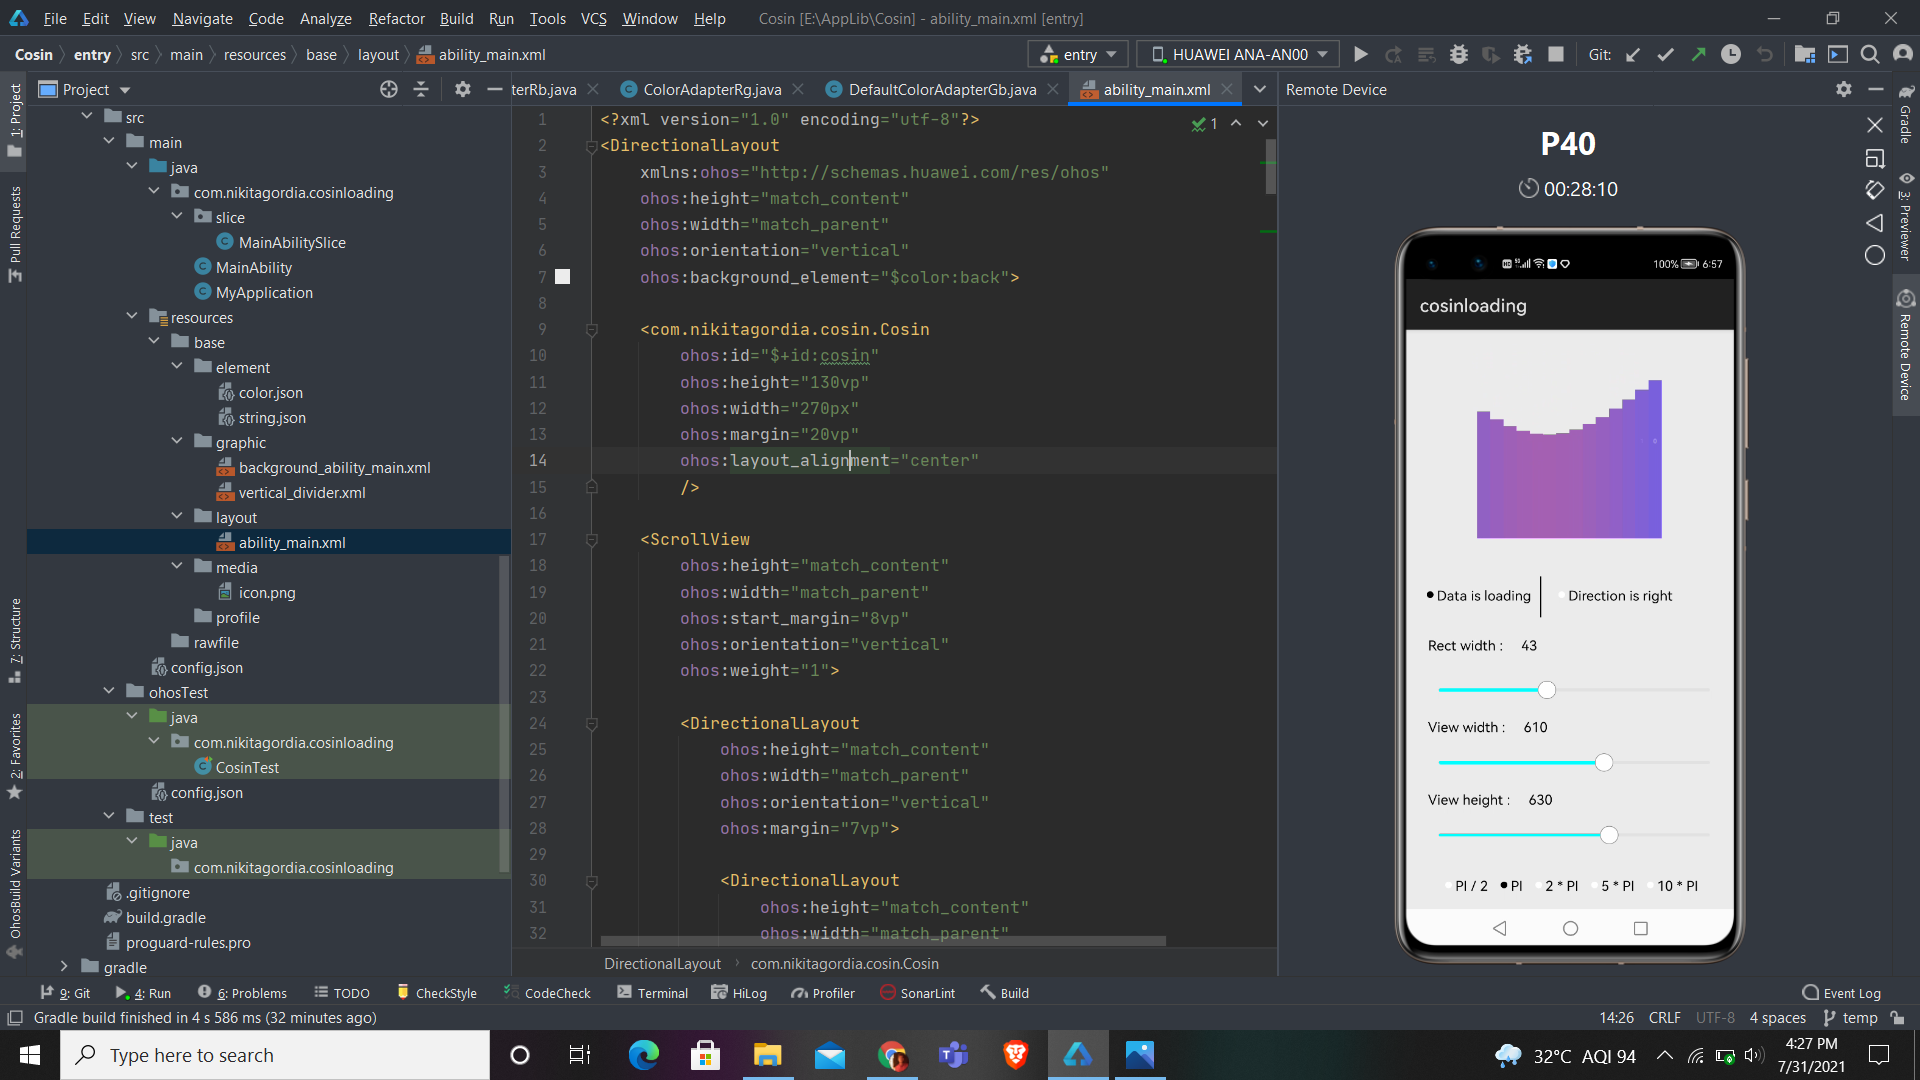 File Edit View Navigate Code Analyze Refactor Build Run Tools VCS Window Help Cosin [E:\AppLib\Cosin] - ability_main.xml [entry]
Cosin entry src main resources base layout ability_main.xml entry HUAWEI ANA-AN00 Git:
Project
terRb.java ColorAdapterRg.java DefaultColorAdapterGb.java ability_main.xml
Remote Device
1: Project
Pull Requests
7: Structure
2: Favorites
OhosBuild Variants
src
main
java
com.nikitagordia.cosinloading
slice
MainAbilitySlice
MainAbility
MyApplication
resources
base
element
color.json
string.json
graphic
background_ability_main.xml
vertical_divider.xml
layout
ability_main.xml
media
icon.png
profile
rawfile
config.json
ohosTest
java
com.nikitagordia.cosinloading
CosinTest
config.json
test
java
com.nikitagordia.cosinloading
.gitignore
build.gradle
proguard-rules.pro
gradle
1 <?xml version="1.0" encoding="utf-8"?>
2 <DirectionalLayout
3 xmlns:ohos="http://schemas.huawei.com/res/ohos"
4 ohos:height="match_content"
5 ohos:width="match_parent"
6 ohos:orientation="vertical"
7 ohos:background_element="$color:back">
8
9 <com.nikitagordia.cosin.Cosin
10 ohos:id="$+id:cosin"
11 ohos:height="130vp"
12 ohos:width="270px"
13 ohos:margin="20vp"
14 ohos:layout_alignment="center"
15 />
16
17 <ScrollView
18 ohos:height="match_content"
19 ohos:width="match_parent"
20 ohos:start_margin="8vp"
21 ohos:orientation="vertical"
22 ohos:weight="1">
23
24 <DirectionalLayout
25 ohos:height="match_content"
26 ohos:width="match_parent"
27 ohos:orientation="vertical"
28 ohos:margin="7vp">
29
30 <DirectionalLayout
31 ohos:height="match_content"
32 ohos:width="match_parent"
1
DirectionalLayout com.nikitagordia.cosin.Cosin
P40
00:28:10
100% 6:57
cosinloading
Data is loading Direction is right
Rect width : 43
View width : 610
View height : 630
PI / 2 PI 2 * PI 5 * PI 10 * PI
Gradle
3: Previewer
Remote Device
9: Git 4: Run 6: Problems TODO CheckStyle CodeCheck Terminal HiLog Profiler SonarLint Build Event Log
Gradle build finished in 4 s 586 ms (32 minutes ago) 14:26 CRLF UTF-8 4 spaces temp
Type here to search
32°C AQI 94
4:27 PM
7/31/2021